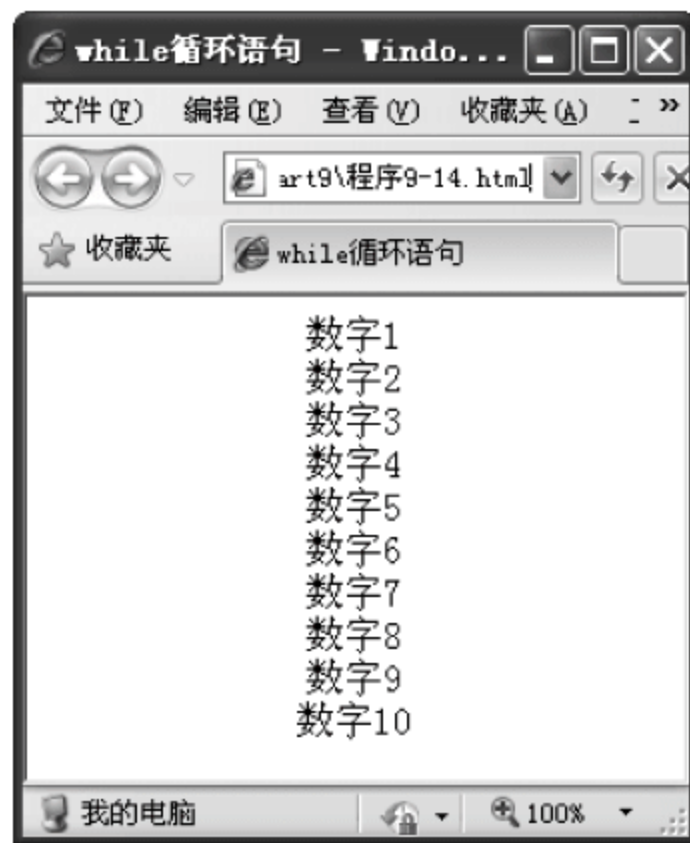 while循环语句 - Windo...
文件(F) 编辑(E) 查看(V) 收藏夹(A) »
art9\程序9-14.html
收藏夹 while循环语句
数字1
数字2
数字3
数字4
数字5
数字6
数字7
数字8
数字9
数字10
我的电脑 100%